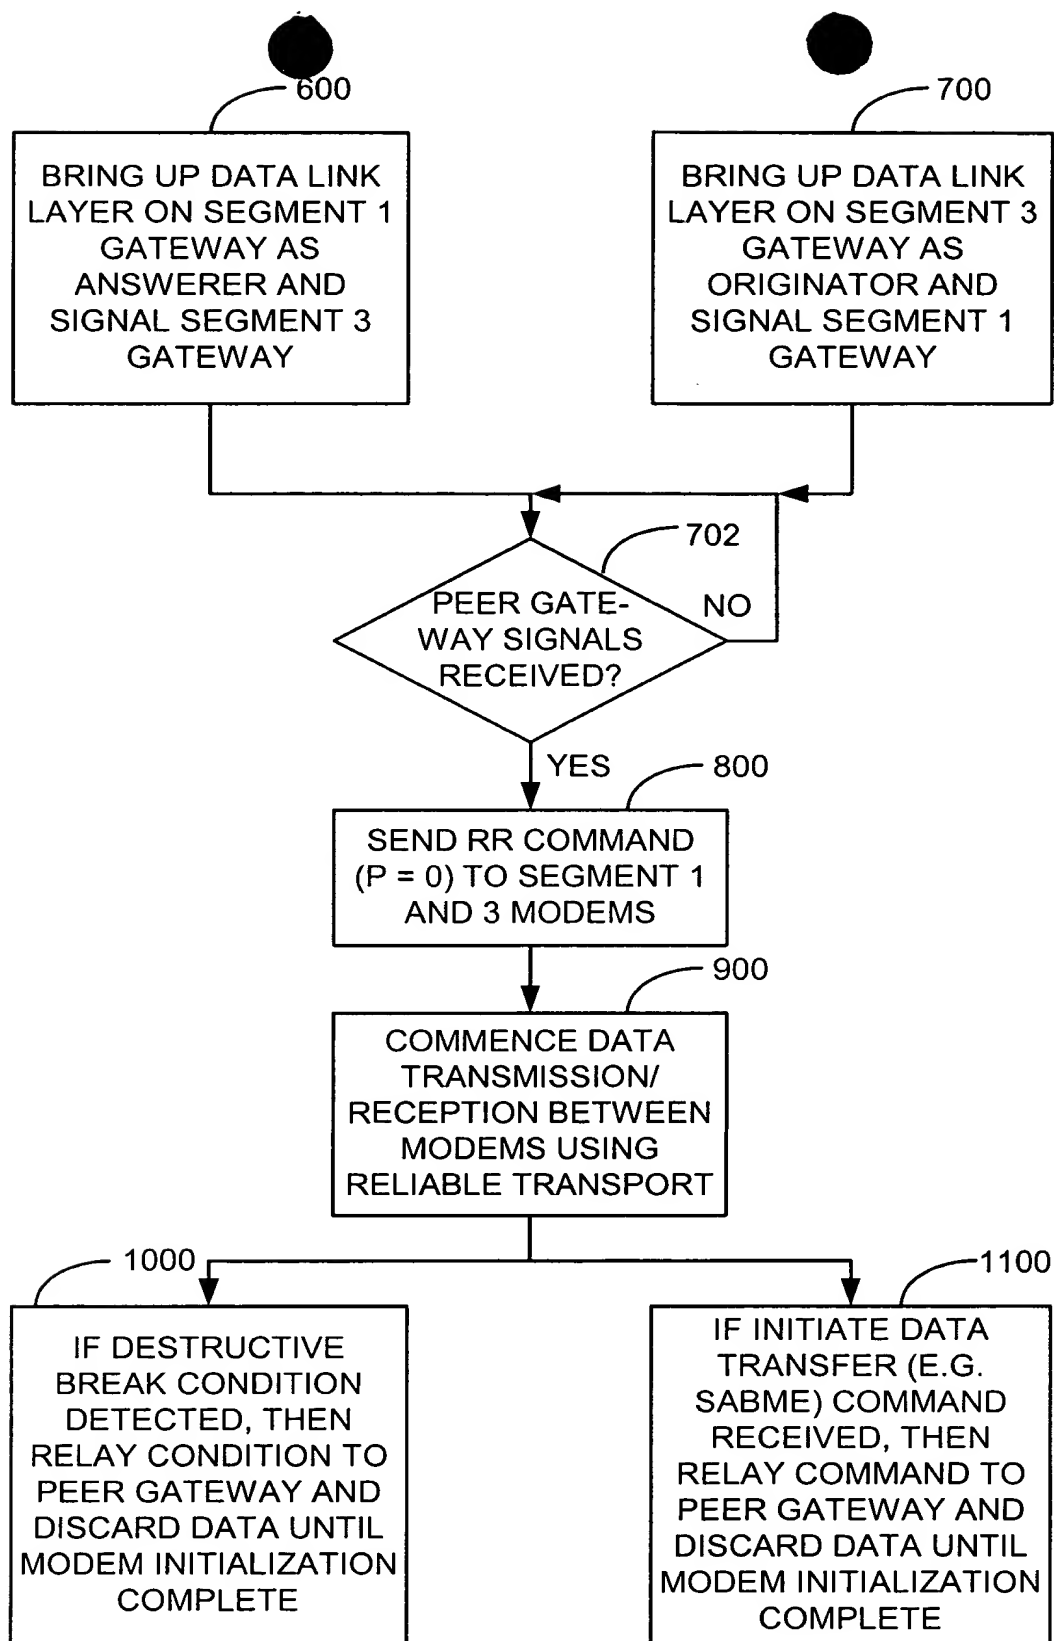 600
BRING UP DATA LINK
LAYER ON SEGMENT 1
GATEWAY AS
ANSWERER AND
SIGNAL SEGMENT 3
GATEWAY
700
BRING UP DATA LINK
LAYER ON SEGMENT 3
GATEWAY AS
ORIGINATOR AND
SIGNAL SEGMENT 1
GATEWAY
702
PEER GATE-
WAY SIGNALS
RECEIVED?
NO
YES
800
SEND RR COMMAND
(P = 0) TO SEGMENT 1
AND 3 MODEMS
900
COMMENCE DATA
TRANSMISSION/
RECEPTION BETWEEN
MODEMS USING
RELIABLE TRANSPORT
1000
IF DESTRUCTIVE
BREAK CONDITION
DETECTED, THEN
RELAY CONDITION TO
PEER GATEWAY AND
DISCARD DATA UNTIL
MODEM INITIALIZATION
COMPLETE
1100
IF INITIATE DATA
TRANSFER (E.G.
SABME) COMMAND
RECEIVED, THEN
RELAY COMMAND TO
PEER GATEWAY AND
DISCARD DATA UNTIL
MODEM INITIALIZATION
COMPLETE